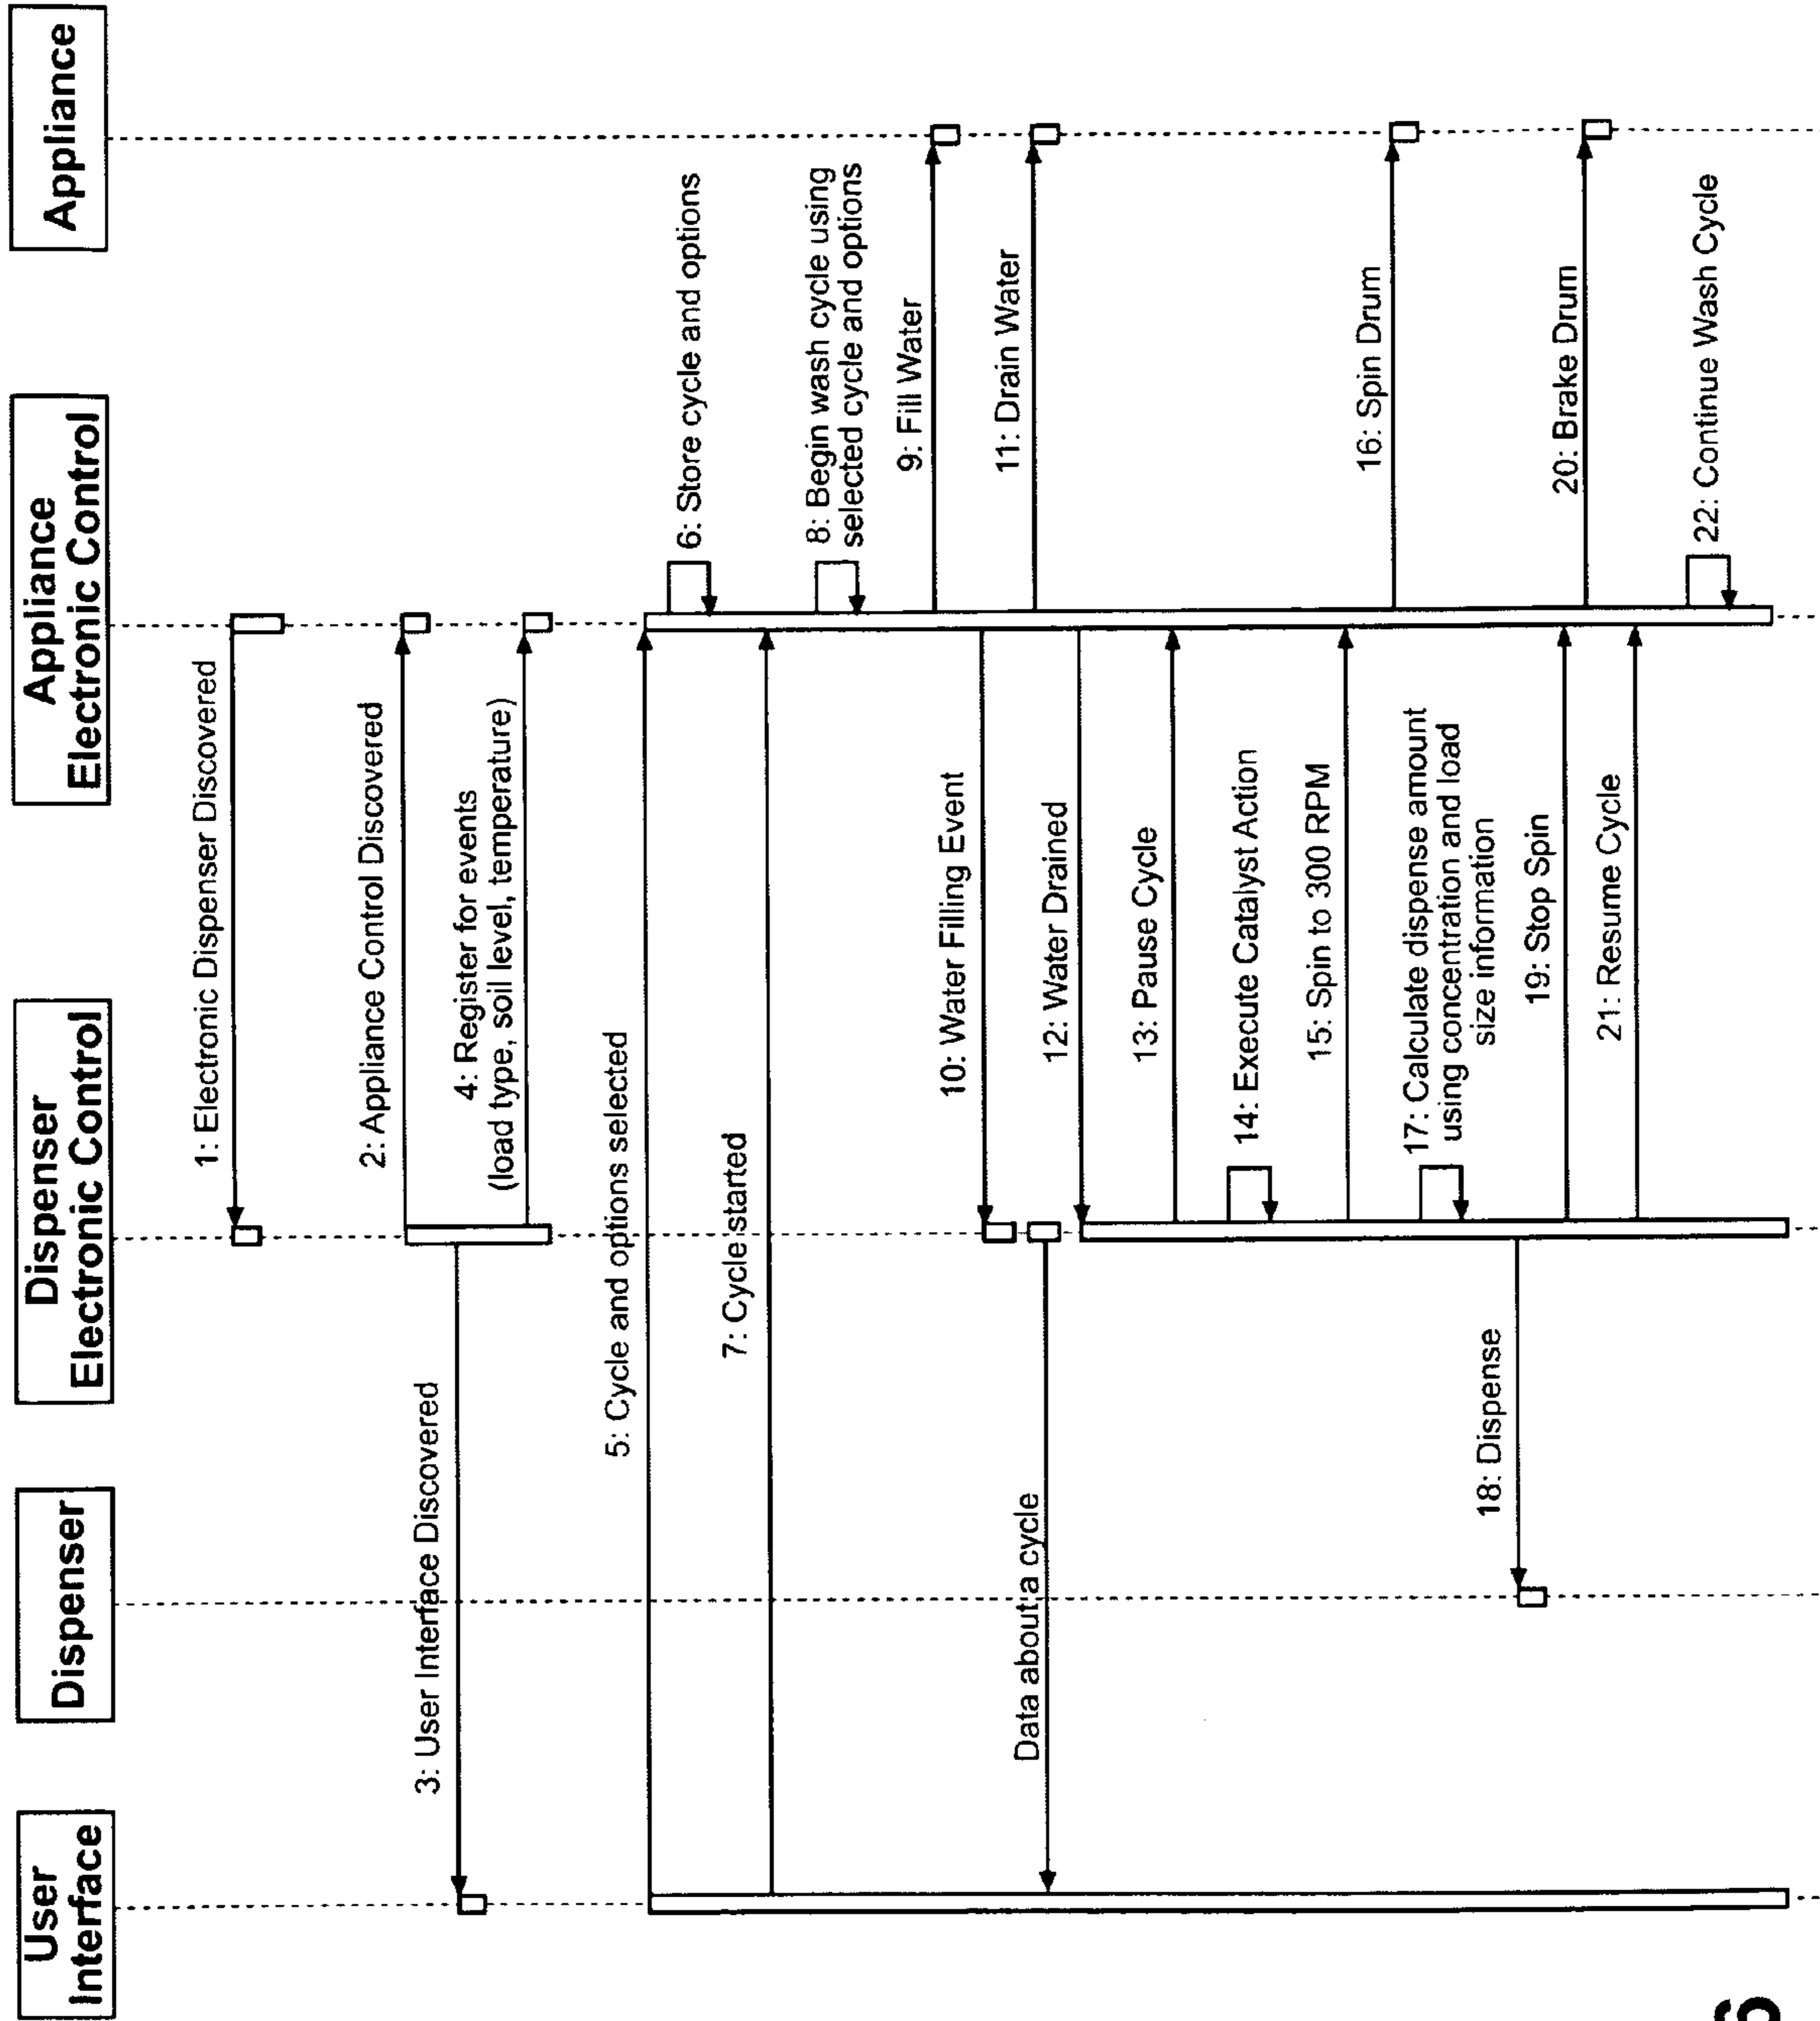 User
Interface
Dispenser
Dispenser
Electronic Control
Appliance
Electronic Control
Appliance
1: Electronic Dispenser Discovered
2: Appliance Control Discovered
3: User Interface Discovered
4: Register for events
(load type, soil level, temperature)
5: Cycle and options selected
6: Store cycle and options
7: Cycle started
8: Begin wash cycle using
selected cycle and options
9: Fill Water
10: Water Filling Event
11: Drain Water
Data about a cycle
12: Water Drained
13: Pause Cycle
14: Execute Catalyst Action
15: Spin to 300 RPM
16: Spin Drum
17: Calculate dispense amount
using concentration and load
size information
18: Dispense
19: Stop Spin
20: Brake Drum
21: Resume Cycle
22: Continue Wash Cycle
6